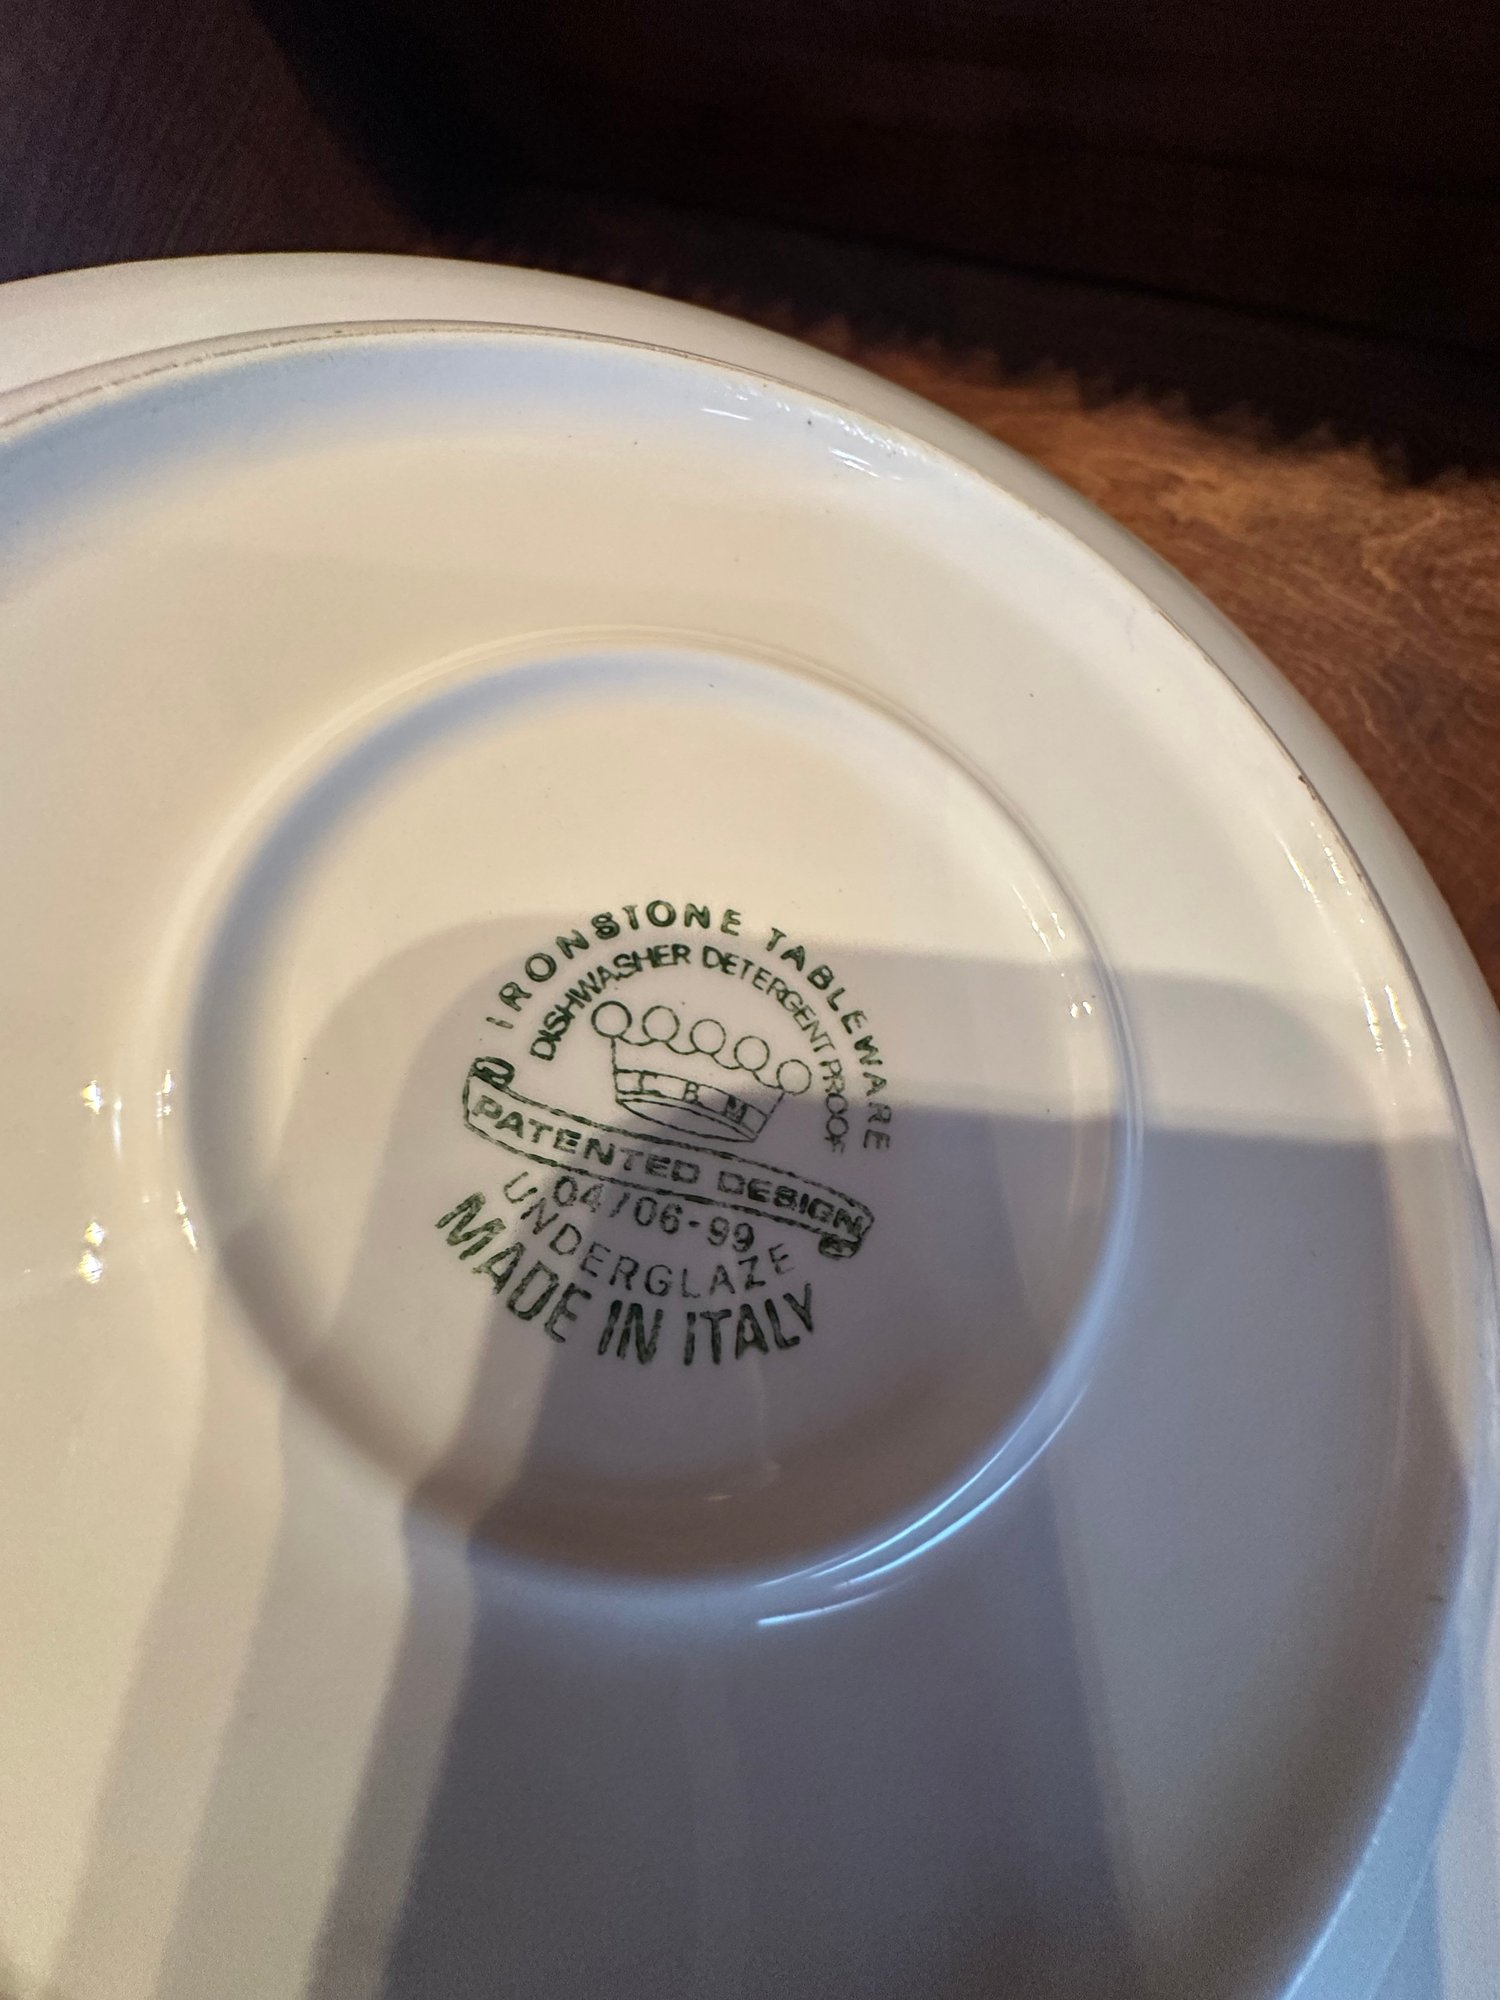 IRONSTONE TABLEWARE
DISHWASHER DETERGENT PROOF
PATENTED DESIGN
04/06-99
UNDERGLAZE
MADE IN ITALY